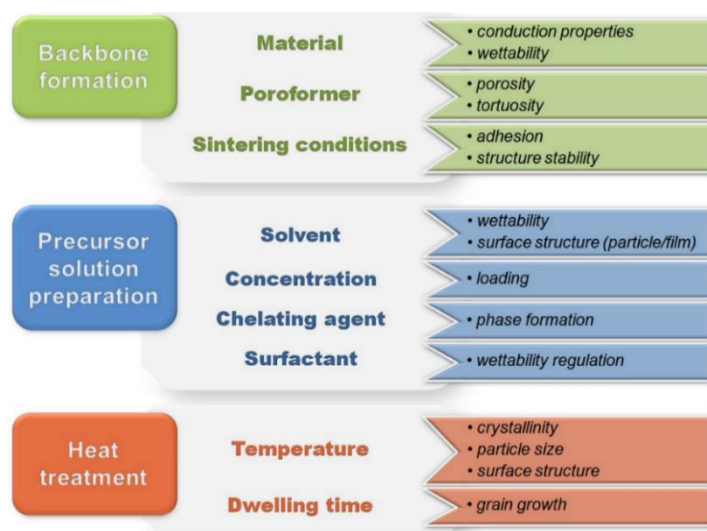 Backbone
formation
Material
• conduction properties
• wettability
Poroformer
• porosity
• tortuosity
Sintering conditions
• adhesion
• structure stability
Precursor
solution
preparation
Solvent
• wettability
• surface structure (particle/film)
Concentration
• loading
Chelating agent
• phase formation
Surfactant
• wettability regulation
Heat
treatment
Temperature
• crystallinity
• particle size
• surface structure
Dwelling time
• grain growth